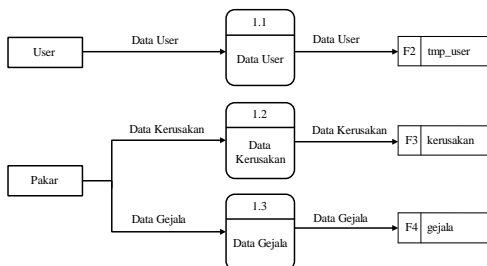 1.1
User
Data User
Data User
Data User
F2 tmp_user
1.2
Data Kerusakan
Data
Kerusakan
Data Kerusakan
F3 kerusakan
Pakar
1.3
Data Gejala
Data Gejala
Data Gejala
F4 gejala